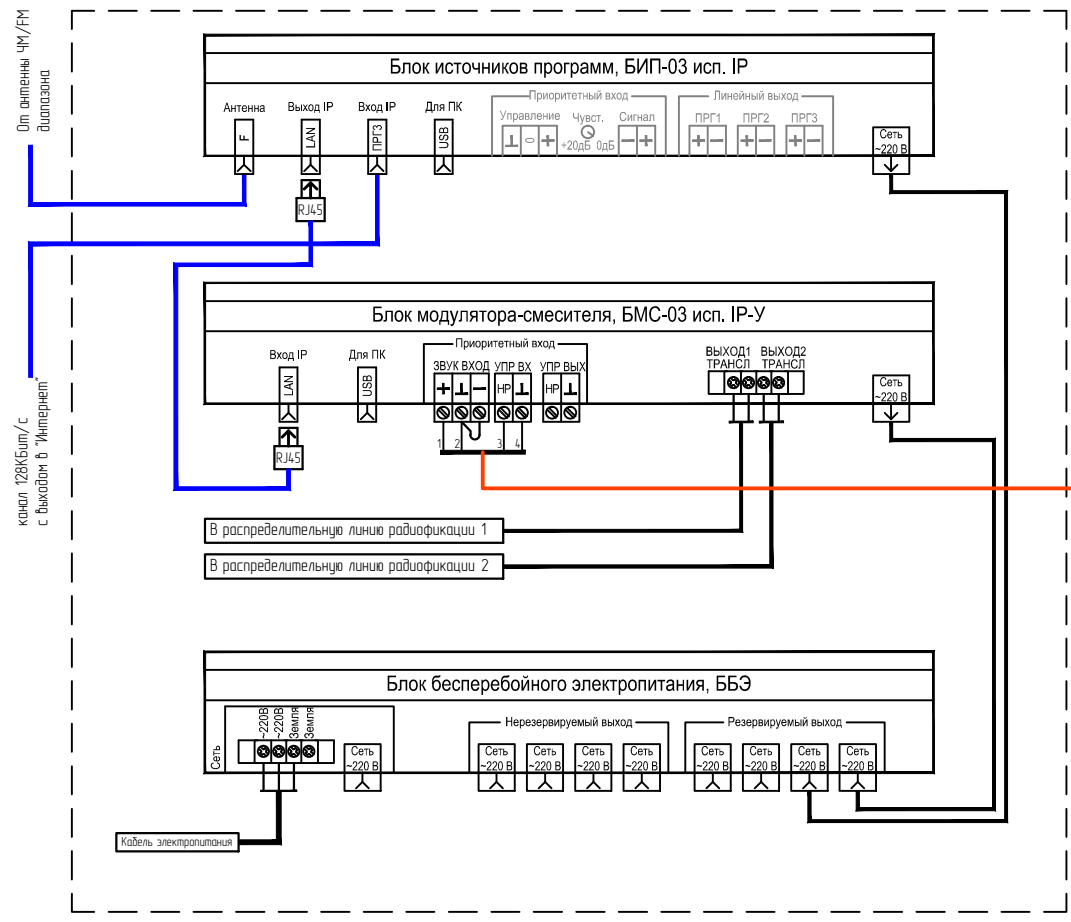 От антенны ЧМ/FM
диапазона
канал 128КБит/с
с выходом в "Интернет"
Блок источников программ, БИП-03 исп. IP
Антенна Выход IP Вход IP Для ПК
F LAN ПРГ3 USB
Приоритетный вход
Управление Чувст. Сигнал
⊥ 0 + +20дБ 0дБ − +
Линейный выход
ПРГ1 ПРГ2 ПРГ3
+ − + − + −
Сеть
~220 В
RJ45
Блок модулятора-смесителя, БМС-03 исп. IP-У
Вход IP Для ПК
LAN USB
Приоритетный вход
ЗВУК ВХОД УПР ВХ УПР ВЫХ
+ ⊥ − НР ⊥ НР ⊥
1 2 3 4
ВЫХОД1 ВЫХОД2
ТРАНСЛ ТРАНСЛ
Сеть
~220 В
RJ45
В распределительную линию радиофикации 1
В распределительную линию радиофикации 2
Блок бесперебойного электропитания, ББЭ
Сеть
~220В ~220В Земля Земля
Сеть
~220 В
Нерезервируемый выход
Сеть Сеть Сеть Сеть
~220 В ~220 В ~220 В ~220 В
Резервируемый выход
Сеть Сеть Сеть Сеть
~220 В ~220 В ~220 В ~220 В
Кабель электропитания